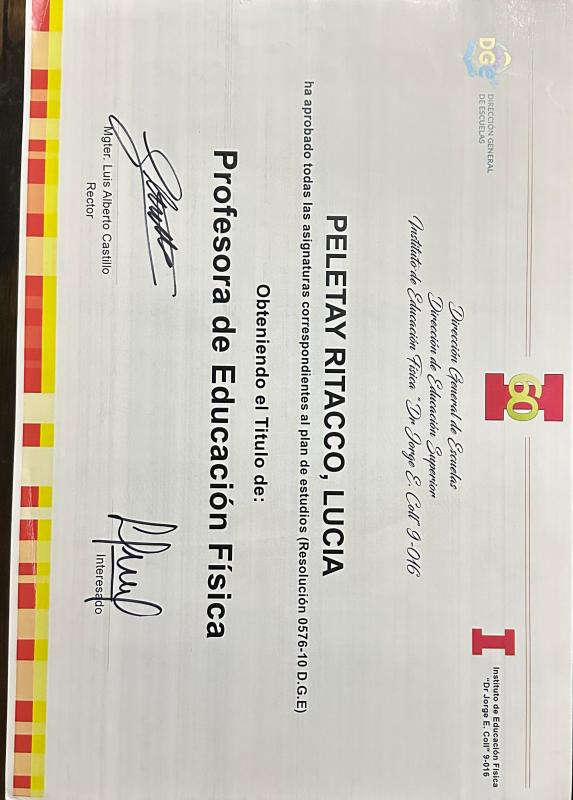 DGE
DIRECCIÓN GENERAL
DE ESCUELAS
60
Instituto de Educación Física
"Dr Jorge E. Coll" 9-016
Dirección General de Escuelas
Dirección de Educación Superior
Instituto de Educación Física "Dr Jorge E. Coll" 9-016
PELETAY RITACCO, LUCIA
ha aprobado todas las asignaturas correspondientes al plan de estudios (Resolución 0576-10 D.G.E)
Obteniendo el Título de:
Profesora de Educación Física
Mgter. Luis Alberto Castillo
Rector
Interesado